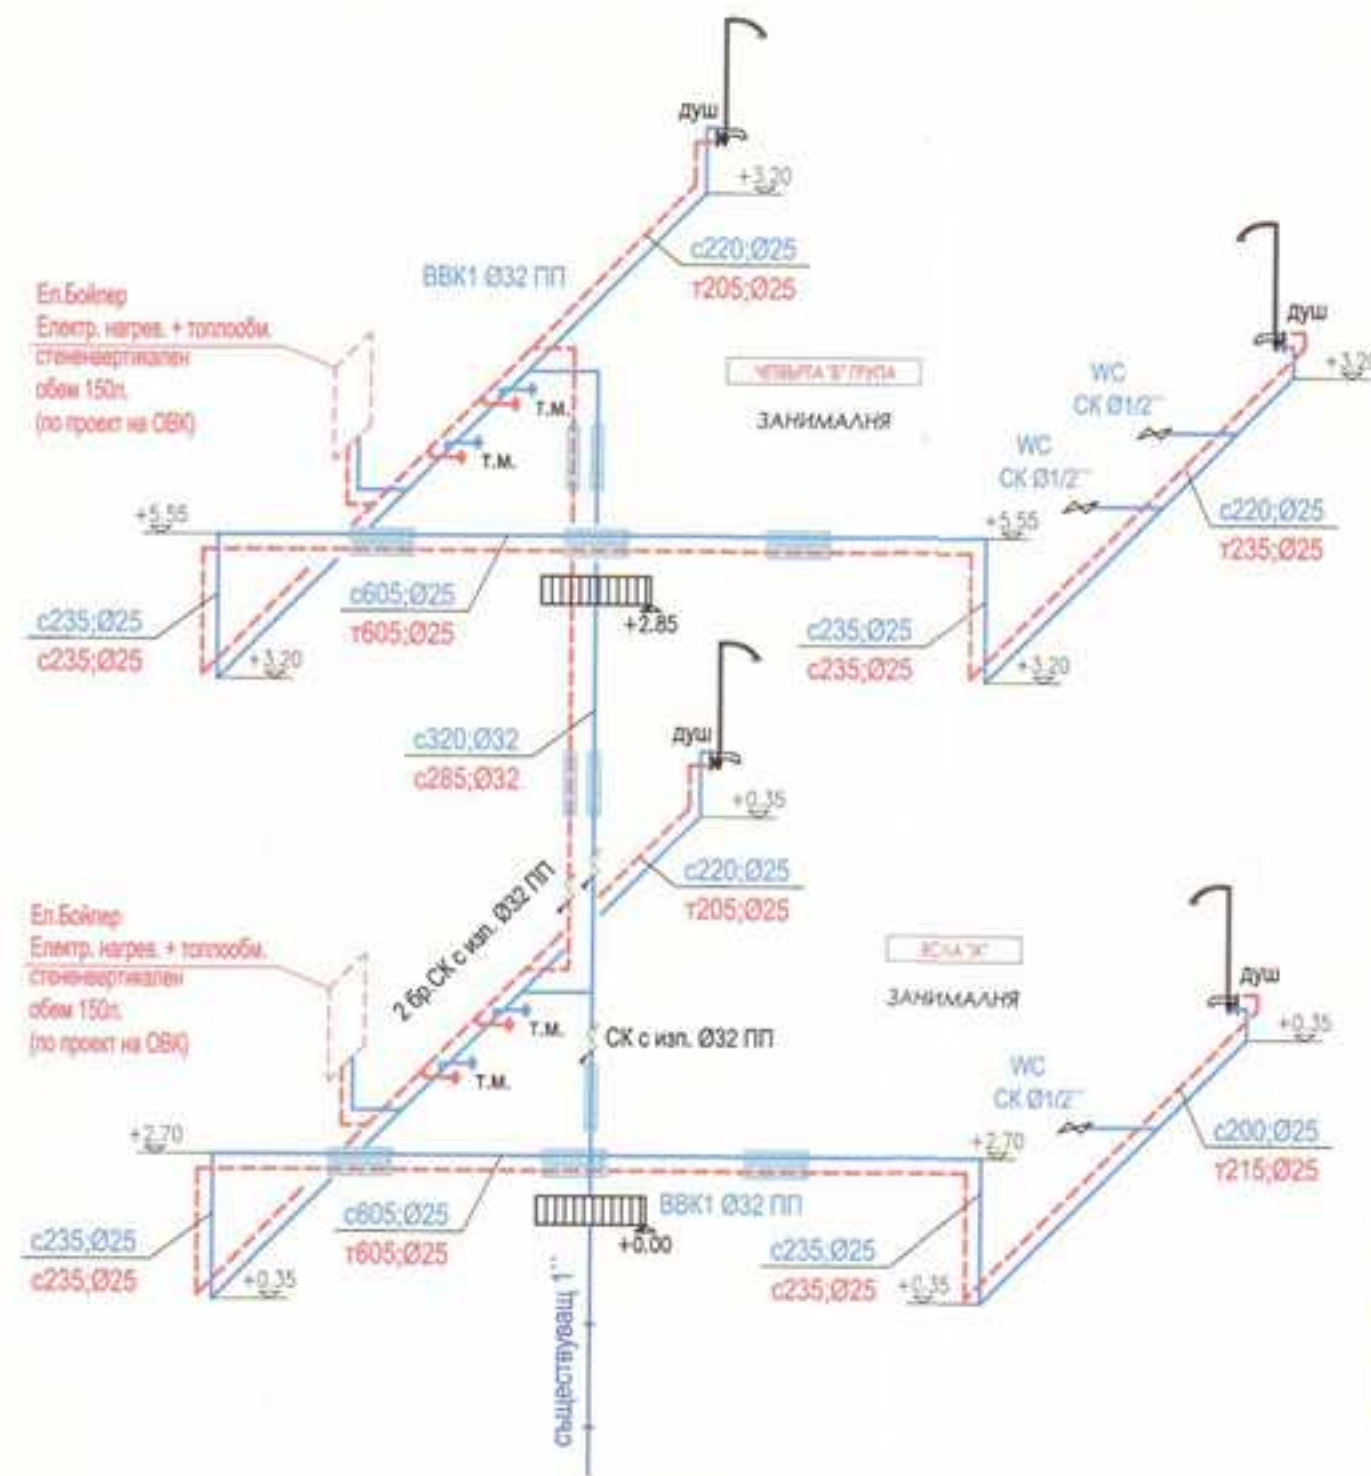 душ
+3.20
с220;Ø25
т205;Ø25
ВВК1 Ø32 ПП
Ел.Бойлер
Електр. нагрев. + топлообм.
стененвертикален
обем 150л.
(по проект на ОВК)
душ
+3.20
ЧЕТВЪРТА "Б" ГРУПА
ЗАНИМАЛНЯ
WC
СК Ø1/2``
WC
СК Ø1/2``
Т.М.
Т.М.
+5.55
+5.55
с220;Ø25
т235;Ø25
с605;Ø25
т605;Ø25
+2.85
с235;Ø25
с235;Ø25
+3.20
с235;Ø25
с235;Ø25
+3.20
с320;Ø32
с285;Ø32
душ
+0.35
с220;Ø25
т205;Ø25
2 бр.СК с изп. Ø32 ПП
Ел.Бойлер
Електр. нагрев. + топлообм.
стененвертикален
обем 150л.
(по проект на ОВК)
ЗАНИМАЛНЯ
душ
+0.35
Т.М.
Т.М.
СК с изп. Ø32 ПП
WC
СК Ø1/2``
+2.70
+2.70
с200;Ø25
т215;Ø25
с605;Ø25
т605;Ø25
ВВК1 Ø32 ПП
+0.00
с235;Ø25
с235;Ø25
+0.35
с235;Ø25
с235;Ø25
+0.35
съществуващ 1``